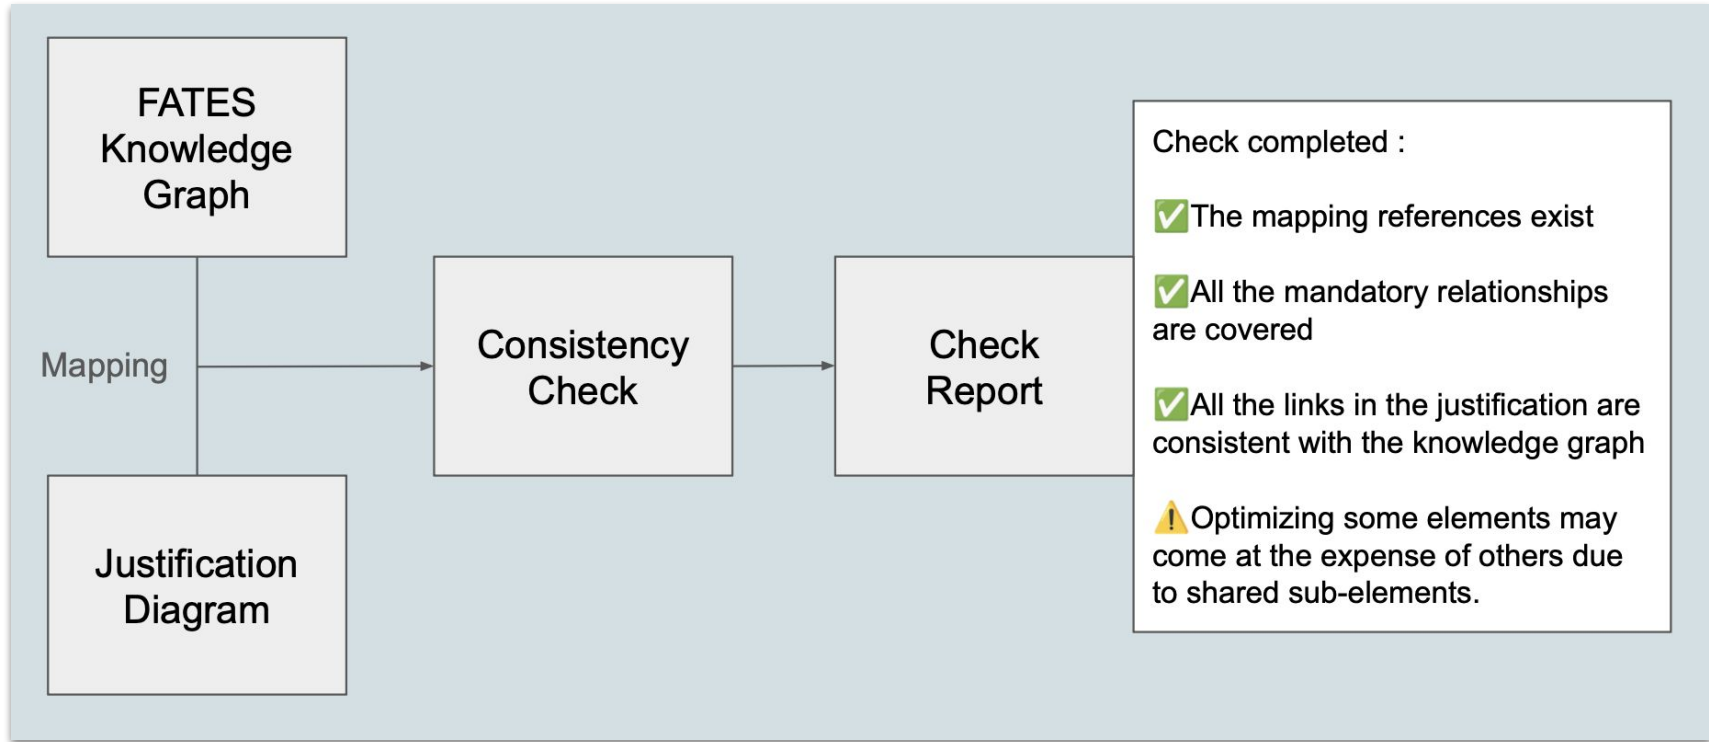 FATES
Knowledge
Graph
Mapping
Justification
Diagram
Consistency
Check
Check
Report
Check completed :
✅The mapping references exist
✅All the mandatory relationships
are covered
✅All the links in the justification are
consistent with the knowledge graph
⚠️Optimizing some elements may
come at the expense of others due
to shared sub-elements.